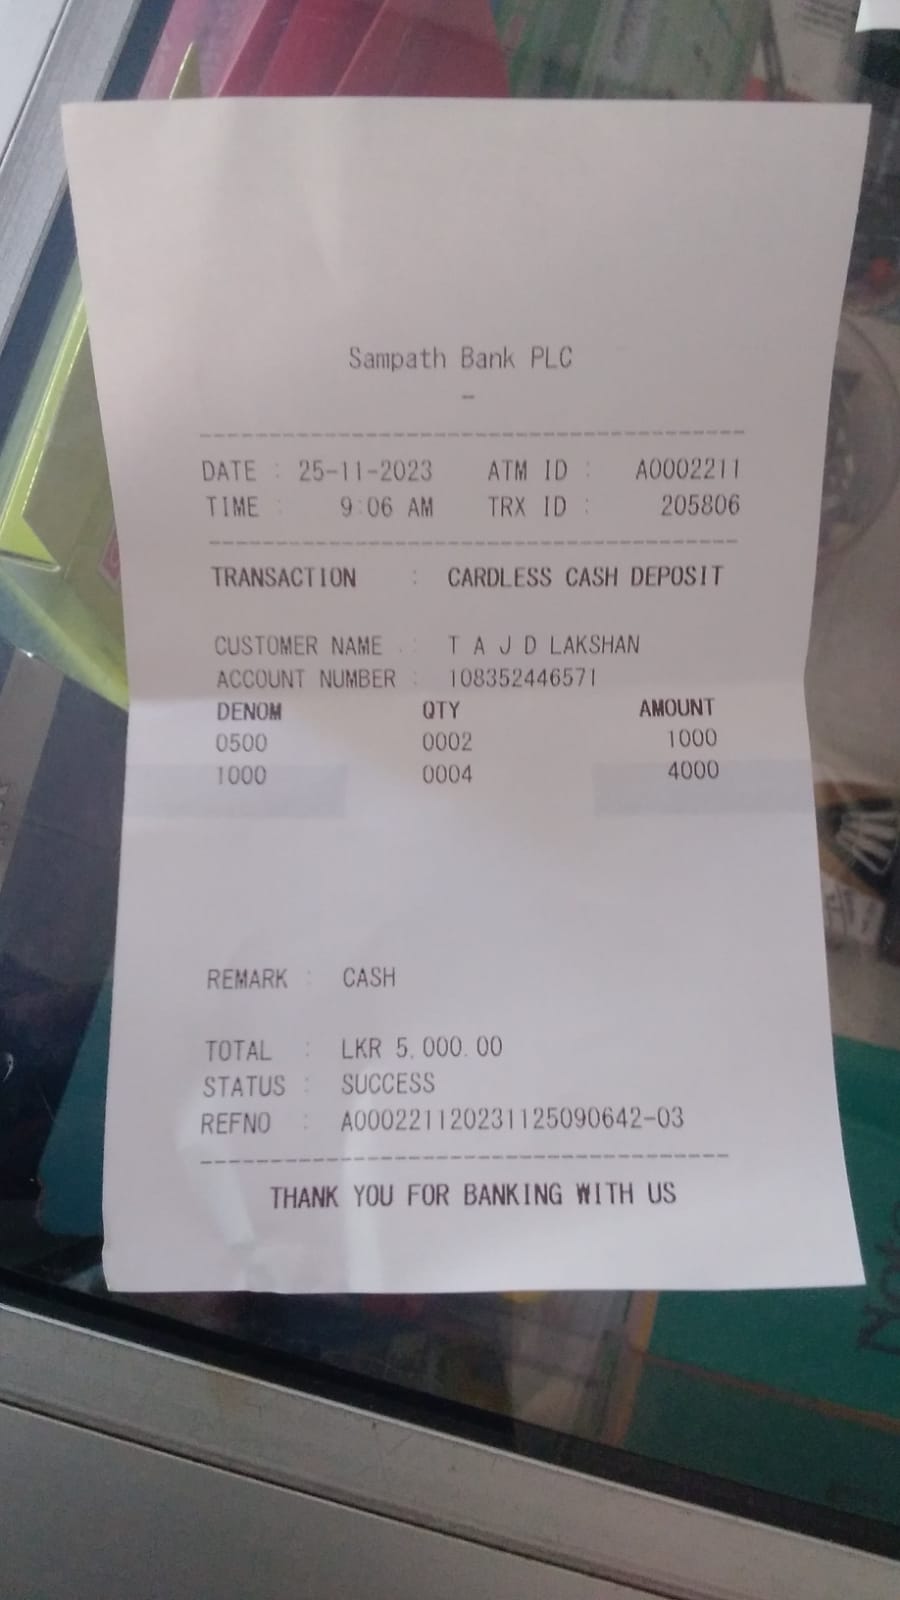 Sampath Bank PLC
-
------------------------------------------------
DATE : 25-11-2023 ATM ID : A0002211
TIME : 9:06 AM TRX ID : 205806
------------------------------------------------
TRANSACTION : CARDLESS CASH DEPOSIT
CUSTOMER NAME : T A J D LAKSHAN
ACCOUNT NUMBER : 108352446571
DENOM QTY AMOUNT
0500 0002 1000
1000 0004 4000
REMARK : CASH
TOTAL : LKR 5,000.00
STATUS : SUCCESS
REFNO : A000221120231125090642-03
------------------------------------------------
THANK YOU FOR BANKING WITH US